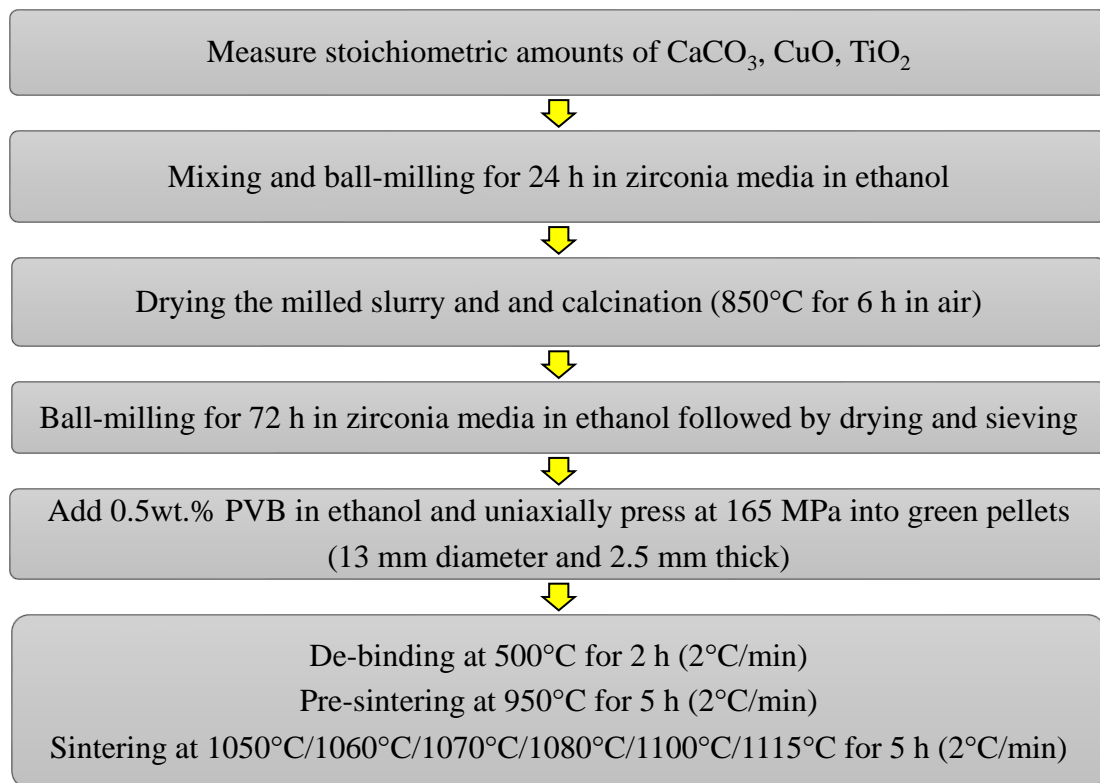 Measure stoichiometric amounts of CaCO₃, CuO, TiO₂
Mixing and ball-milling for 24 h in zirconia media in ethanol
Drying the milled slurry and and calcination (850°C for 6 h in air)
Ball-milling for 72 h in zirconia media in ethanol followed by drying and sieving
Add 0.5wt.% PVB in ethanol and uniaxially press at 165 MPa into green pellets
(13 mm diameter and 2.5 mm thick)
De-binding at 500°C for 2 h (2°C/min)
Pre-sintering at 950°C for 5 h (2°C/min)
Sintering at 1050°C/1060°C/1070°C/1080°C/1100°C/1115°C for 5 h (2°C/min)